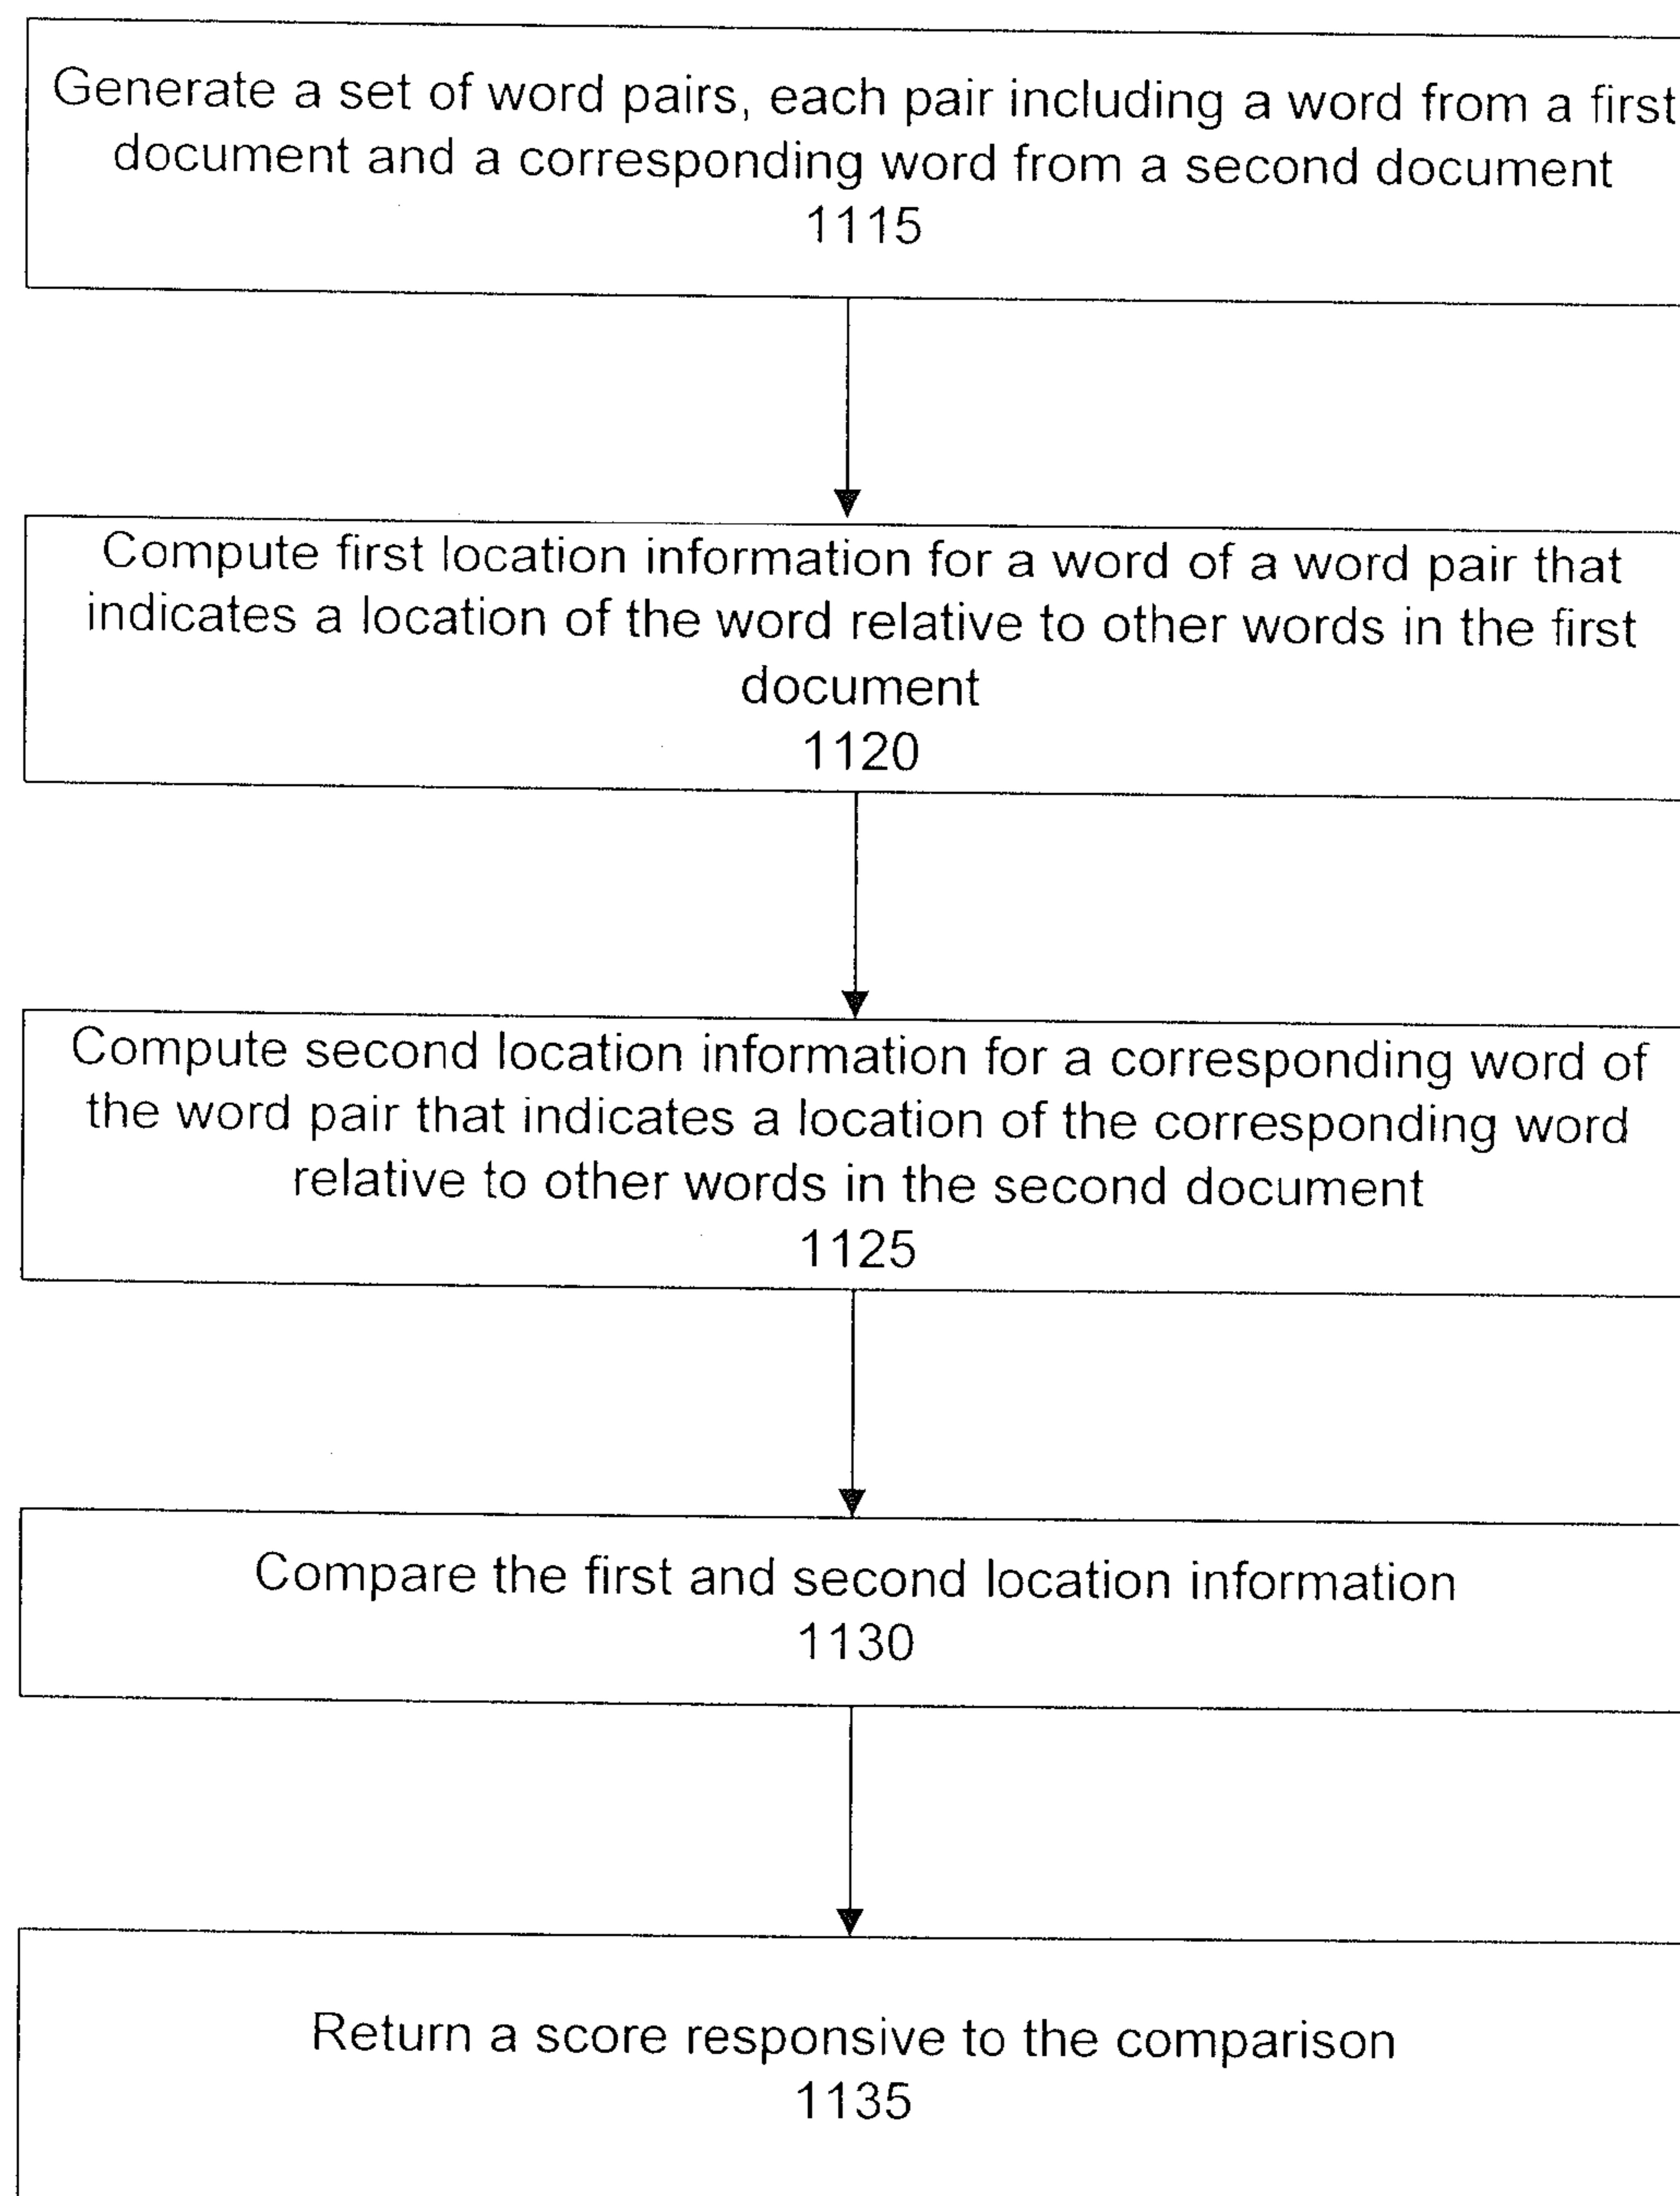 Generate a set of word pairs, each pair including a word from a first
document and a corresponding word from a second document
1115
Compute first location information for a word of a word pair that
indicates a location of the word relative to other words in the first
document
1120
Compute second location information for a corresponding word of
the word pair that indicates a location of the corresponding word
relative to other words in the second document
1125
Compare the first and second location information
1130
Return a score responsive to the comparison
1135